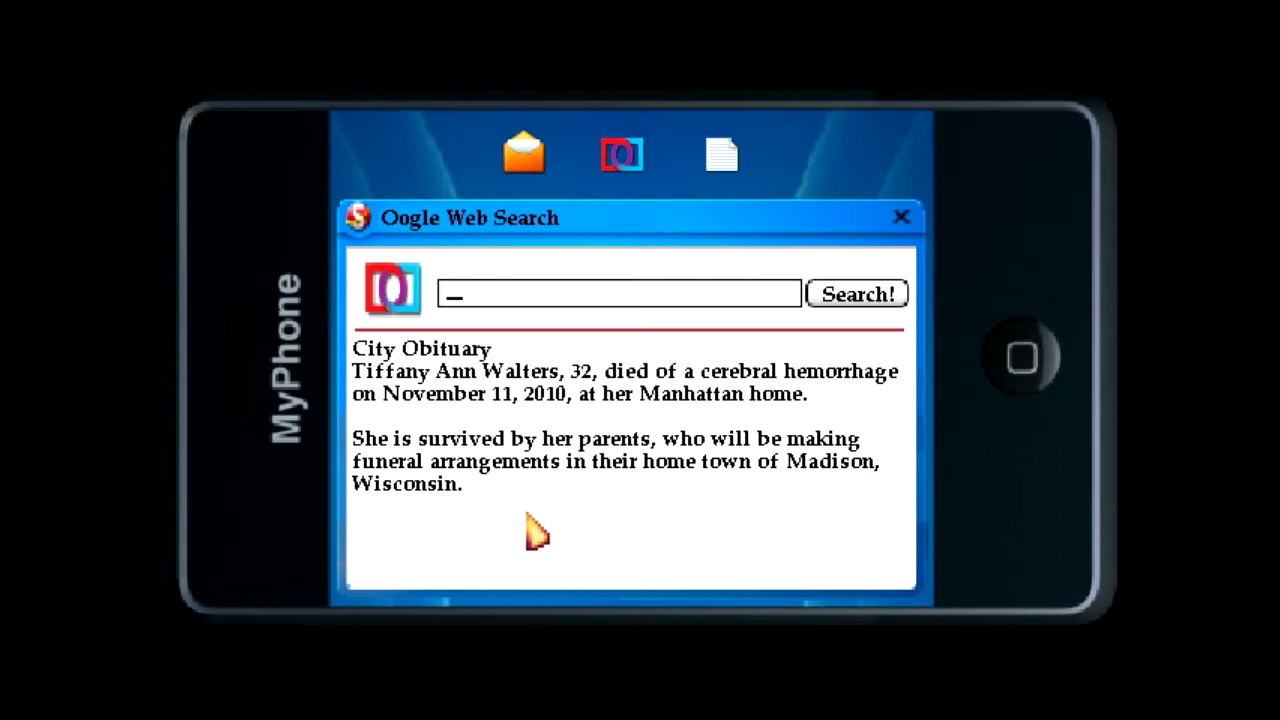 MyPhone
Oogle Web Search
Search!
City Obituary
Tiffany Ann Walters, 32, died of a cerebral hemorrhage
on November 11, 2010, at her Manhattan home.
She is survived by her parents, who will be making
funeral arrangements in their home town of Madison,
Wisconsin.